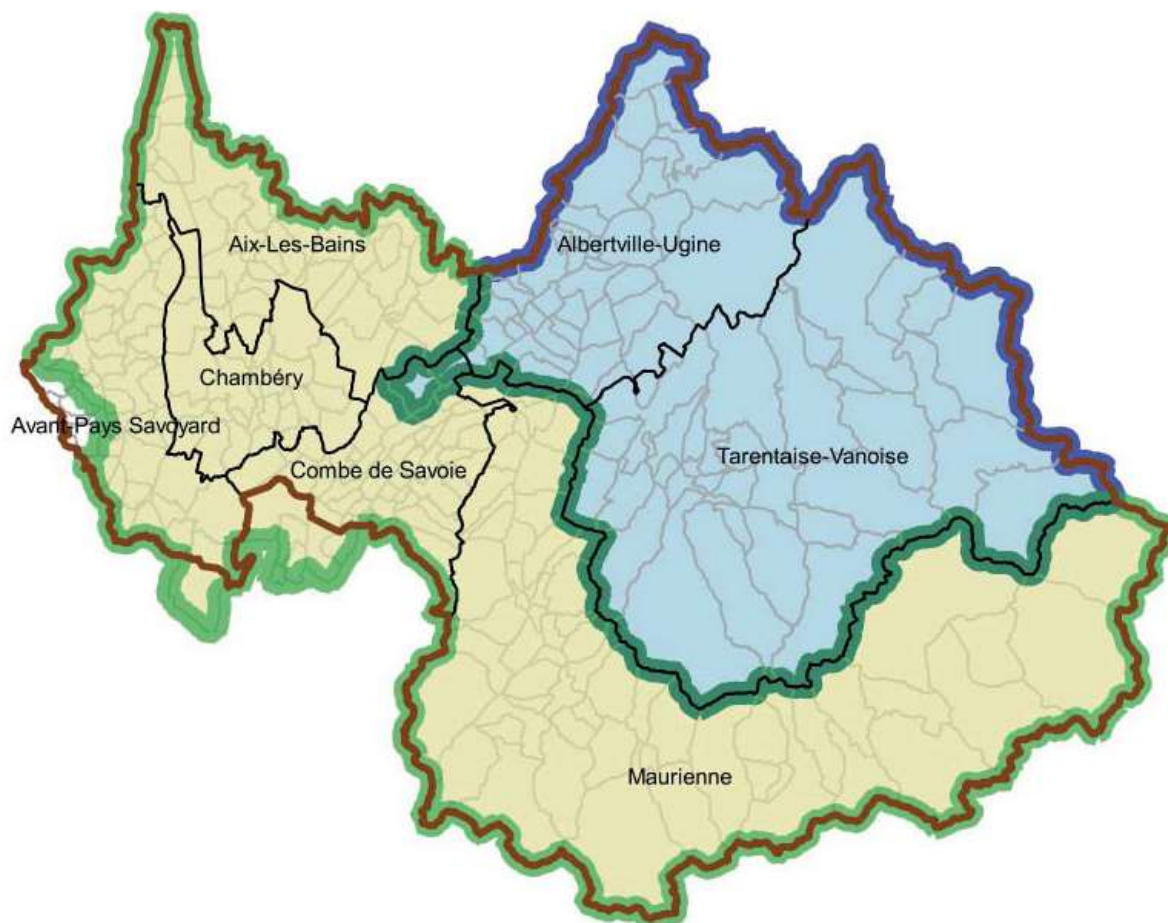 Aix-Les-Bains
Albertville-Ugine
Chambéry
Avant-Pays Savoyard
Combe de Savoie
Tarentaise-Vanoise
Maurienne